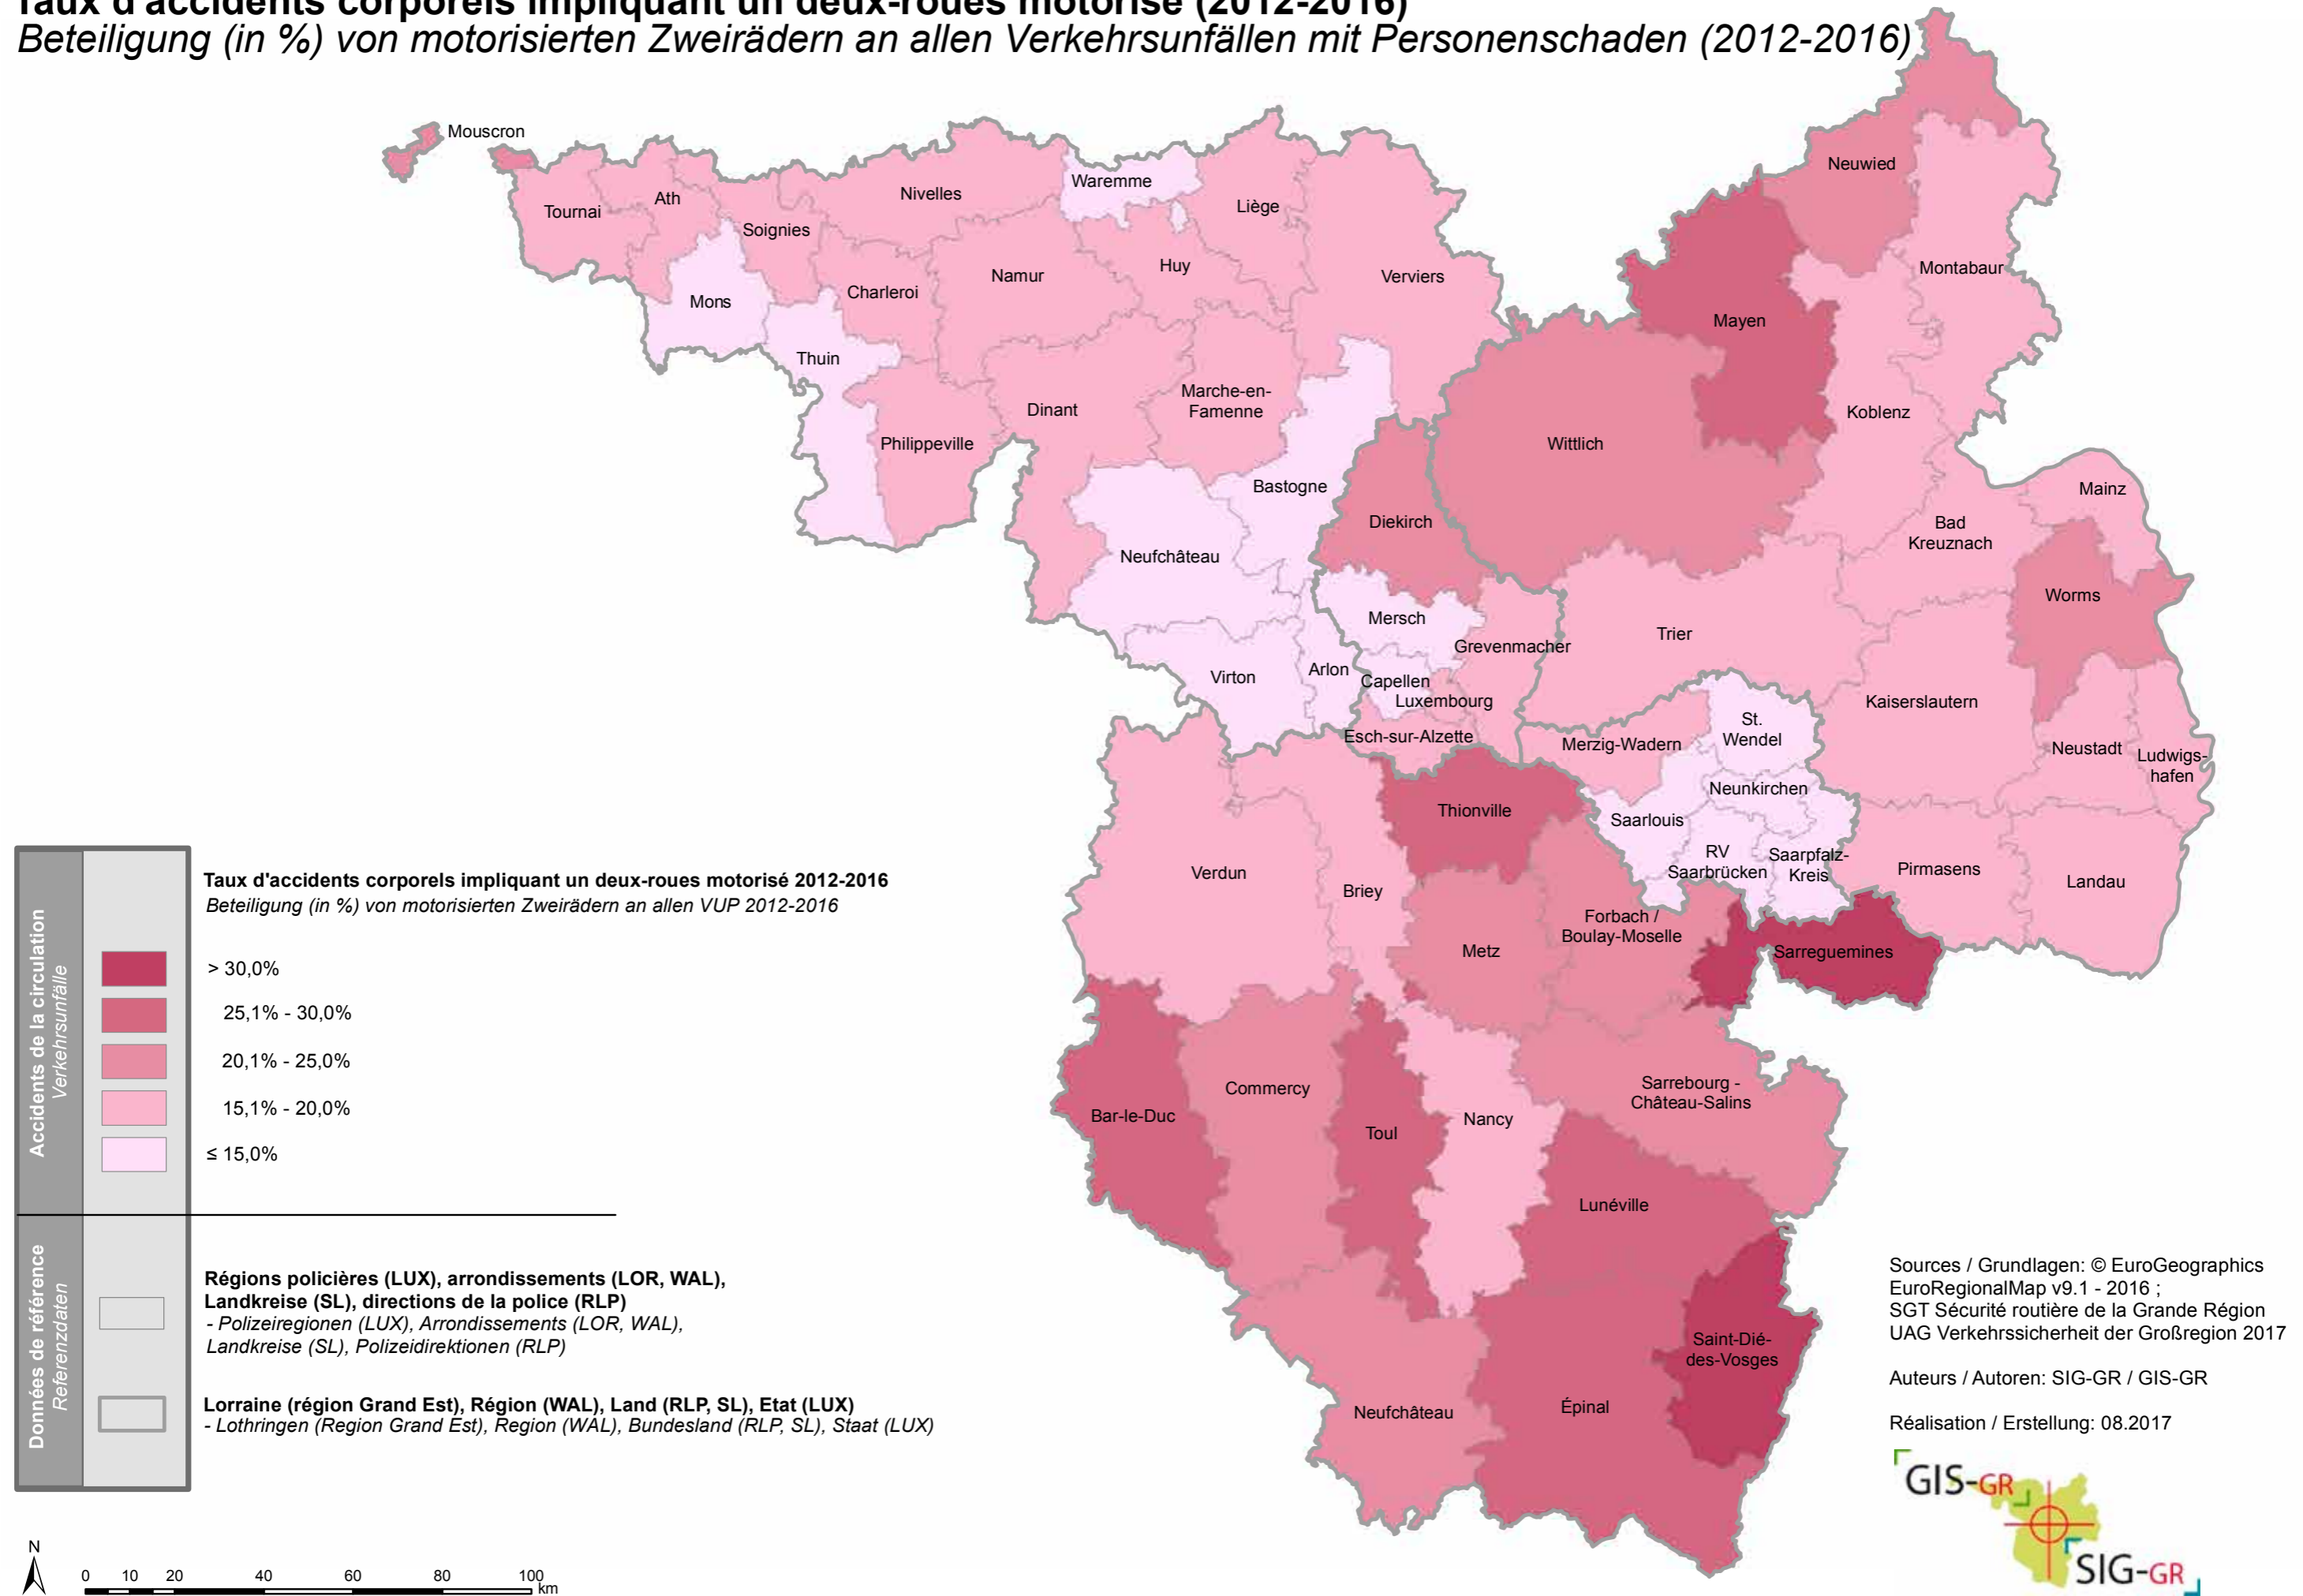 Taux d'accidents corporels impliquant un deux-roues motorisé (2012-2016)
Beteiligung (in %) von motorisierten Zweirädern an allen Verkehrsunfällen mit Personenschaden (2012-2016)
Mouscron
Tournai
Ath
Soignies
Nivelles
Waremme
Liège
Mons
Charleroi
Namur
Huy
Verviers
Thuin
Philippeville
Dinant
Marche-en-
Famenne
Bastogne
Neufchâteau
Virton
Arlon
Neuwied
Montabaur
Mayen
Koblenz
Wittlich
Diekirch
Mersch
Grevenmacher
Capellen
Luxembourg
Esch-sur-Alzette
Trier
Mainz
Bad
Kreuznach
Worms
Kaiserslautern
Neustadt
Ludwigs-
hafen
Pirmasens
Landau
Merzig-Wadern
St.
Wendel
Neunkirchen
Saarlouis
RV
Saarbrücken
Saarpfalz-
Kreis
Thionville
Verdun
Briey
Metz
Forbach /
Boulay-Moselle
Sarreguemines
Bar-le-Duc
Commercy
Toul
Nancy
Sarrebourg -
Château-Salins
Lunéville
Saint-Dié-
des-Vosges
Neufchâteau
Épinal
Accidents de la circulation
Verkehrsunfälle
Taux d'accidents corporels impliquant un deux-roues motorisé 2012-2016
Beteiligung (in %) von motorisierten Zweirädern an allen VUP 2012-2016
> 30,0%
25,1% - 30,0%
20,1% - 25,0%
15,1% - 20,0%
≤ 15,0%
Données de référence
Referenzdaten
Régions policières (LUX), arrondissements (LOR, WAL),
Landkreise (SL), directions de la police (RLP)
- Polizeiregionen (LUX), Arrondissements (LOR, WAL),
Landkreise (SL), Polizeidirektionen (RLP)
Lorraine (région Grand Est), Région (WAL), Land (RLP, SL), Etat (LUX)
- Lothringen (Region Grand Est), Region (WAL), Bundesland (RLP, SL), Staat (LUX)
N
0 10 20 40 60 80 100
km
Sources / Grundlagen: © EuroGeographics
EuroRegionalMap v9.1 - 2016 ;
SGT Sécurité routière de la Grande Région
UAG Verkehrssicherheit der Großregion 2017
Auteurs / Autoren: SIG-GR / GIS-GR
Réalisation / Erstellung: 08.2017
GIS-GR
SIG-GR